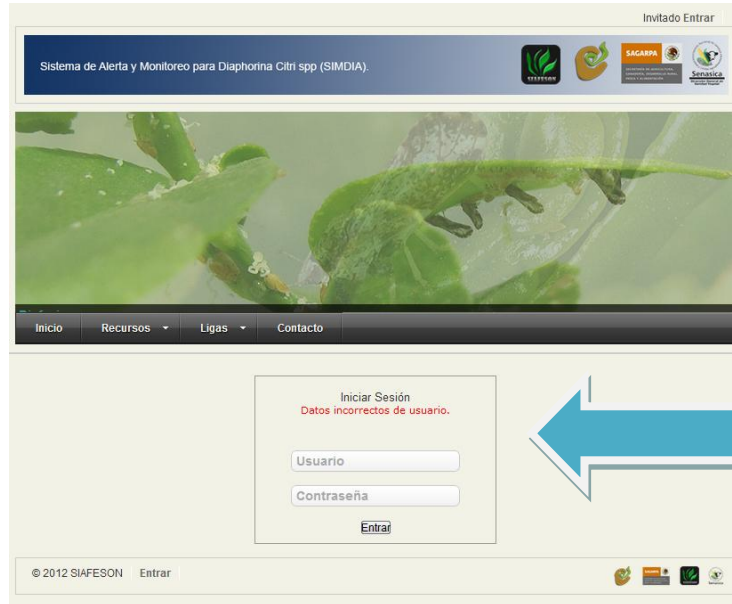 Invitado Entrar
Sistema de Alerta y Monitoreo para Diaphorina Citri spp (SIMDIA).
SIAFESON
SAGARPA
Senasica
Inicio Recursos Ligas Contacto
Iniciar Sesión
Datos incorrectos de usuario.
Usuario
Contraseña
Entrar
© 2012 SIAFESON Entrar